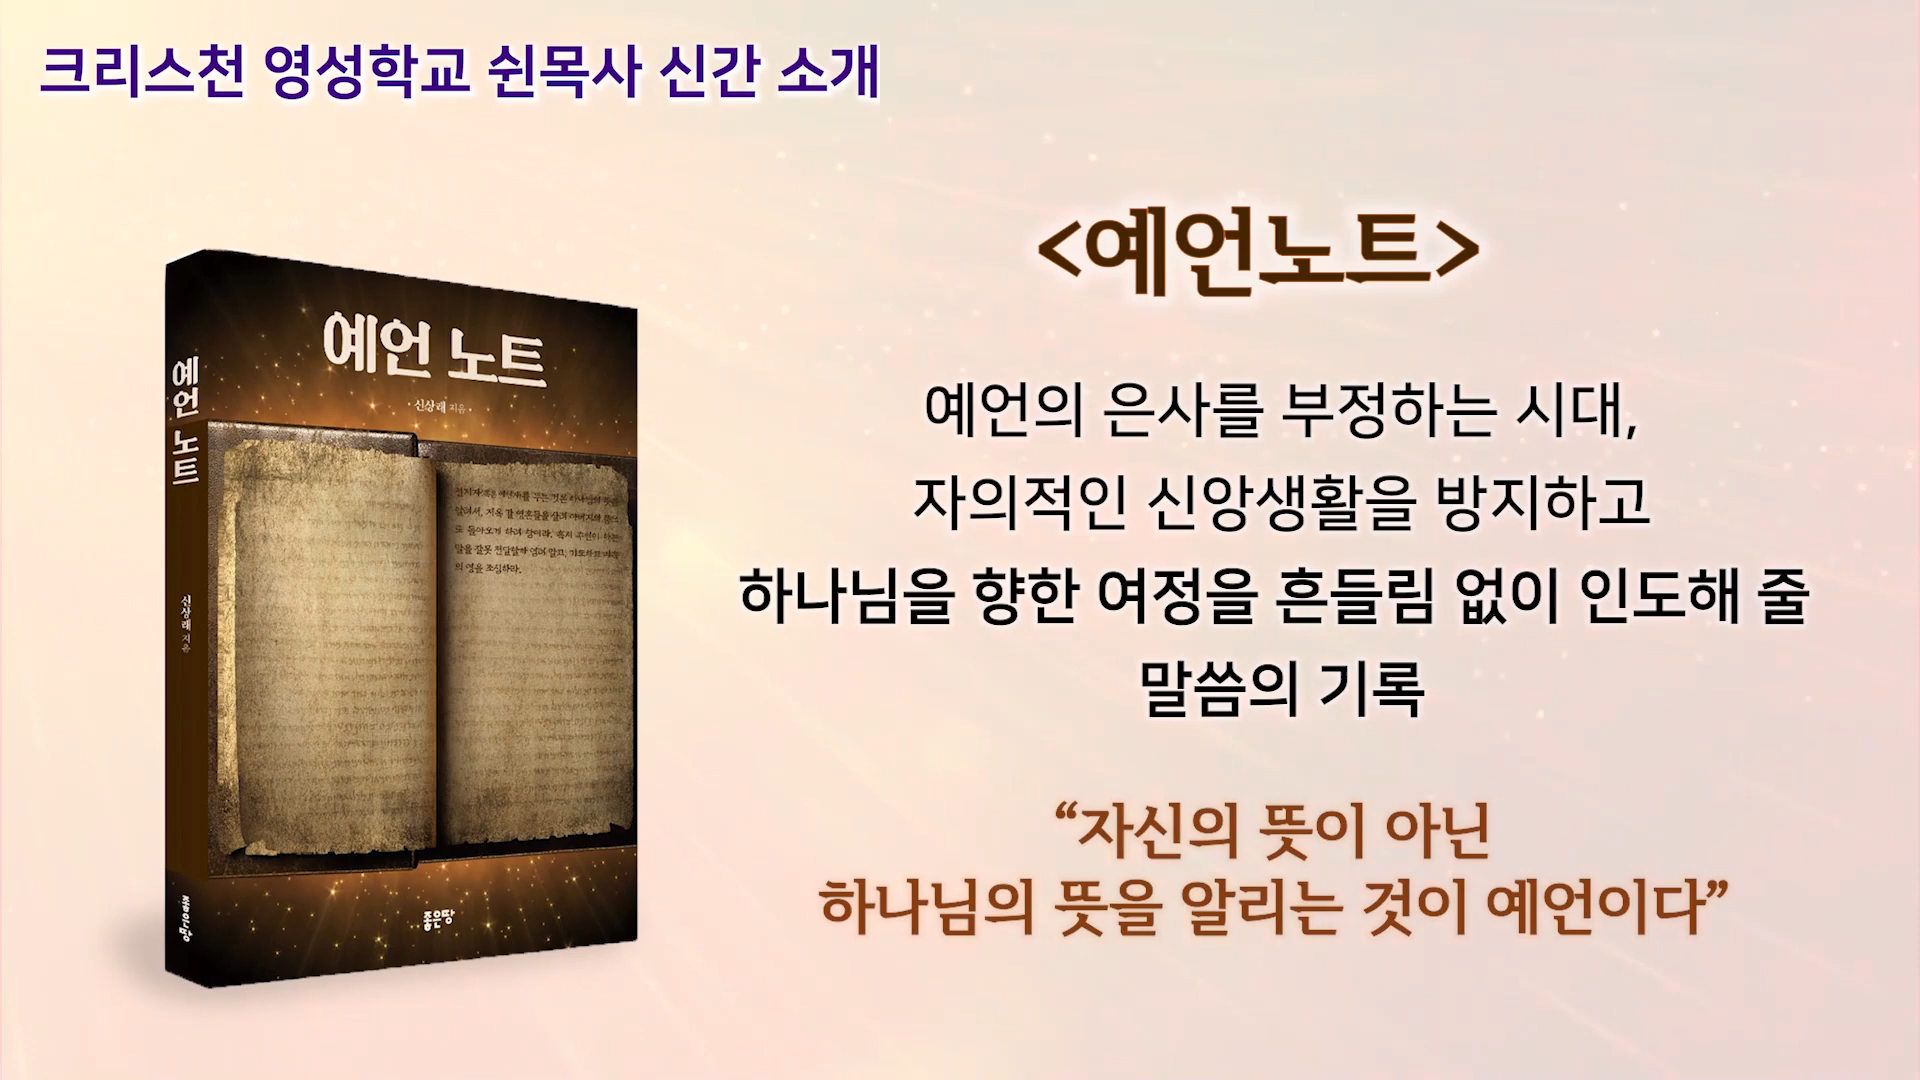 크리스천 영성학교 쉰목사 신간 소개
<예언노트>
예언의 은사를 부정하는 시대,
자의적인 신앙생활을 방지하고
하나님을 향한 여정을 흔들림 없이 인도해 줄
말씀의 기록
“자신의 뜻이 아닌
하나님의 뜻을 알리는 것이 예언이다”
예언 노트
· 신상래 지음 ·
좋은땅
예언 노트
신상래 지음
좋은땅